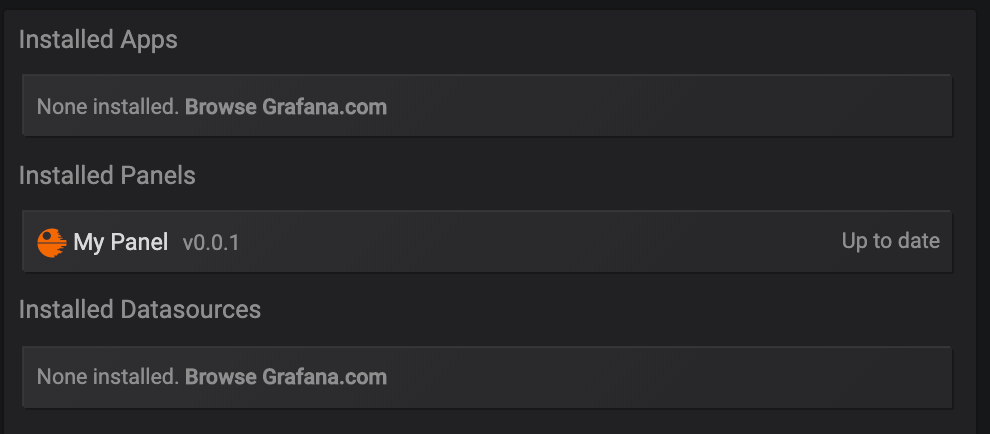 Installed Apps
None installed. Browse Grafana.com
Installed Panels
My Panel v0.0.1 Up to date
Installed Datasources
None installed. Browse Grafana.com